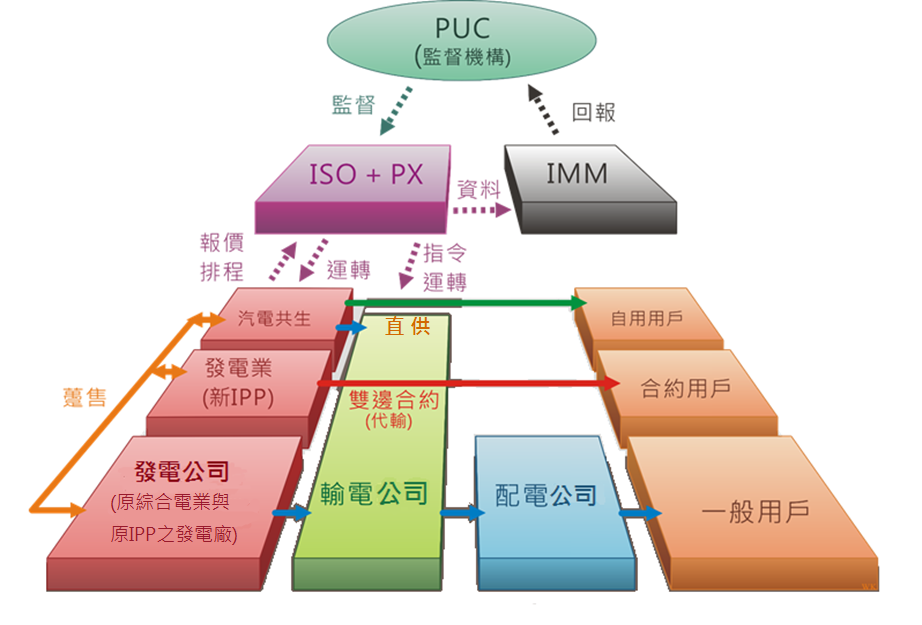 PUC
(監督機構)
監督
回報
ISO + PX
IMM
資料
報價
排程
運轉
指令
運轉
汽電共生
直供
自用用戶
發電業
(新IPP)
躉售
雙邊合約
(代輸)
合約用戶
發電公司
(原綜合電業與
原IPP之發電廠)
輸電公司
配電公司
一般用戶